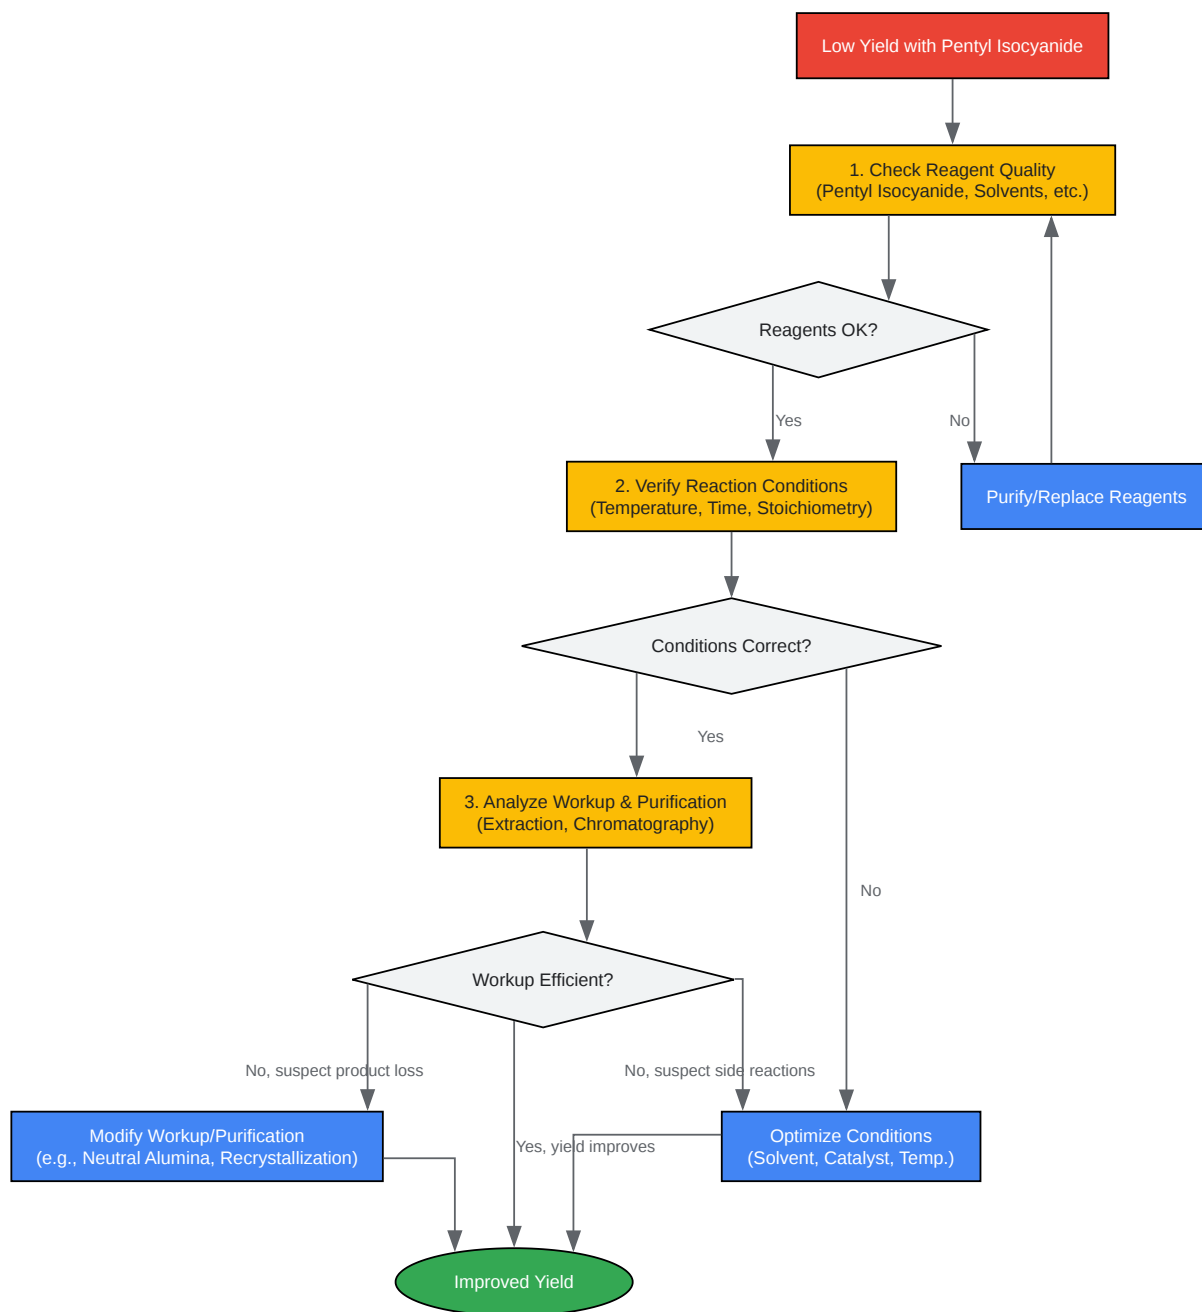 Low Yield with Pentyl Isocyanide
1. Check Reagent Quality
(Pentyl Isocyanide, Solvents, etc.)
Reagents OK?
Yes
No
2. Verify Reaction Conditions
(Temperature, Time, Stoichiometry)
Purify/Replace Reagents
Conditions Correct?
Yes
3. Analyze Workup & Purification
(Extraction, Chromatography)
No
Workup Efficient?
No, suspect product loss
No, suspect side reactions
Modify Workup/Purification
(e.g., Neutral Alumina, Recrystallization)
Yes, yield improves
Optimize Conditions
(Solvent, Catalyst, Temp.)
Improved Yield